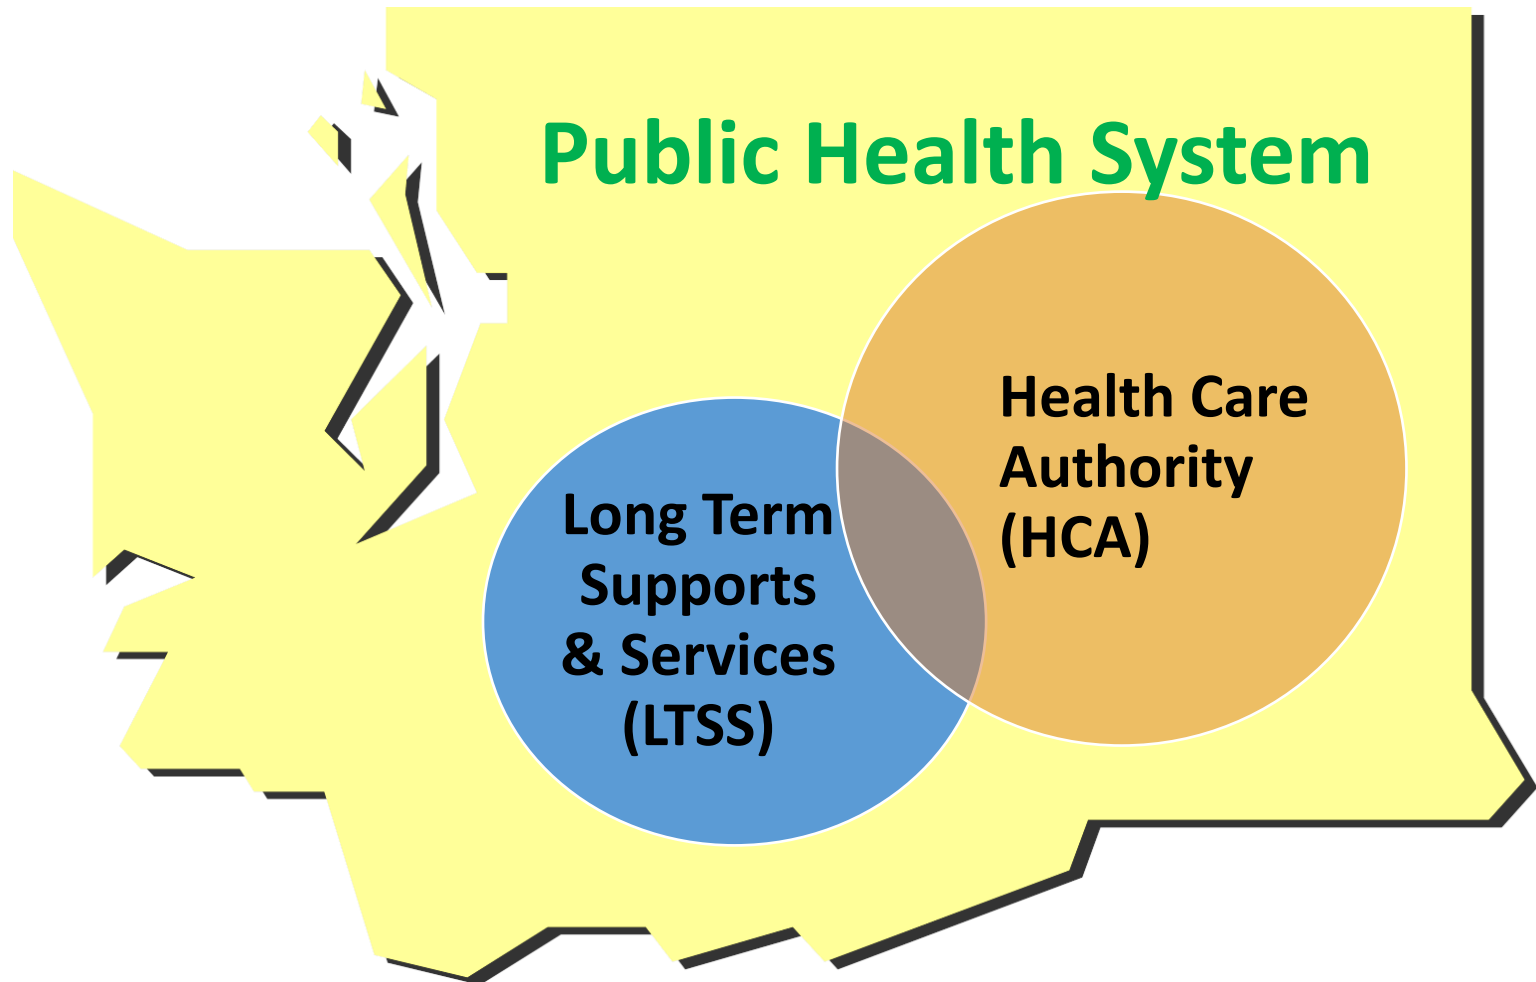 Public Health System
Health Care
Authority
(HCA)
Long Term
Supports
& Services
(LTSS)